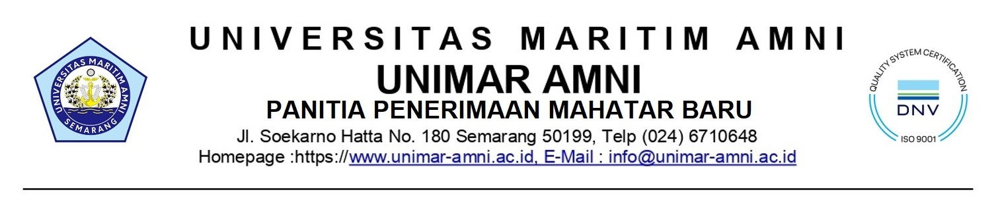 UNIVERSITAS MARITIM AMNI
UNIMAR AMNI
PANITIA PENERIMAAN MAHATAR BARU
Jl. Soekarno Hatta No. 180 Semarang 50199, Telp (024) 6710648
Homepage :https://www.unimar-amni.ac.id, E-Mail : info@unimar-amni.ac.id
UNIVERSITAS MARITIM AMNI
SEMARANG
QUALITY SYSTEM CERTIFICATION
DNV
ISO 9001